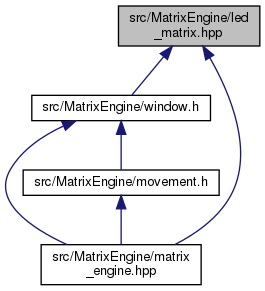 src/MatrixEngine/led
_matrix.hpp
src/MatrixEngine/window.h
src/MatrixEngine/movement.h
src/MatrixEngine/matrix
_engine.hpp